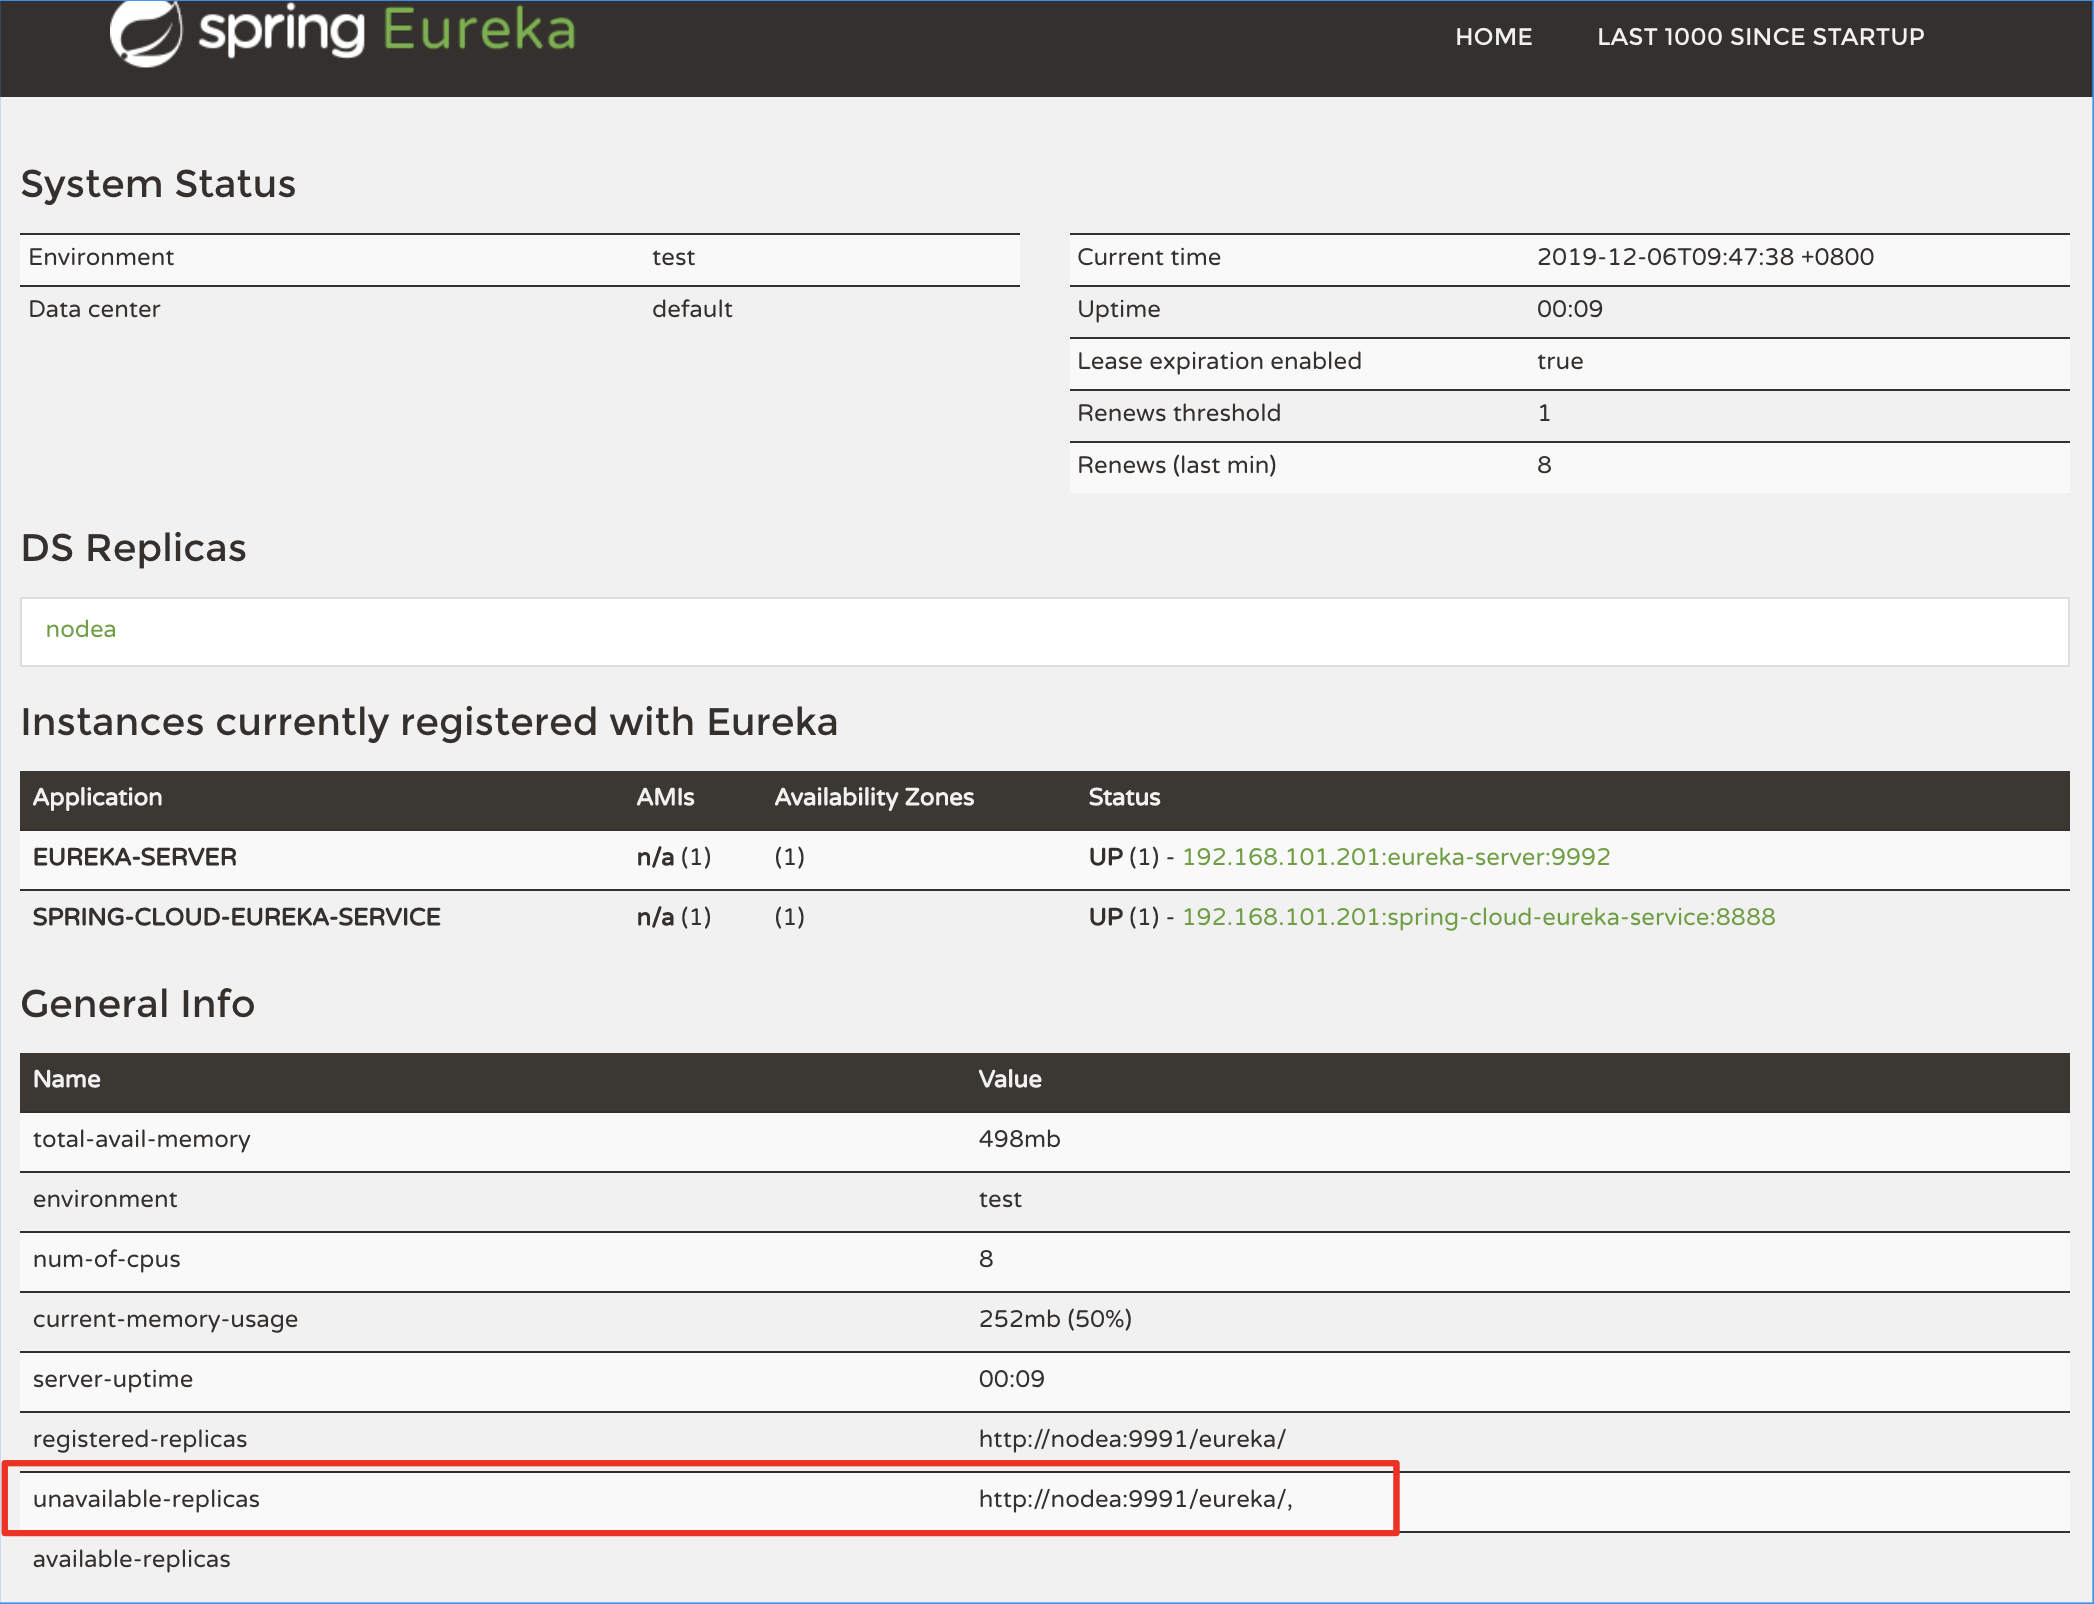 spring Eureka
HOME LAST 1000 SINCE STARTUP
System Status
Environment test
Data center default
Current time 2019-12-06T09:47:38 +0800
Uptime 00:09
Lease expiration enabled true
Renews threshold 1
Renews (last min) 8
DS Replicas
nodea
Instances currently registered with Eureka
Application AMIs Availability Zones Status
EUREKA-SERVER n/a (1) (1) UP (1) - 192.168.101.201:eureka-server:9992
SPRING-CLOUD-EUREKA-SERVICE n/a (1) (1) UP (1) - 192.168.101.201:spring-cloud-eureka-service:8888
General Info
Name Value
total-avail-memory 498mb
environment test
num-of-cpus 8
current-memory-usage 252mb (50%)
server-uptime 00:09
registered-replicas http://nodea:9991/eureka/
unavailable-replicas http://nodea:9991/eureka/,
available-replicas